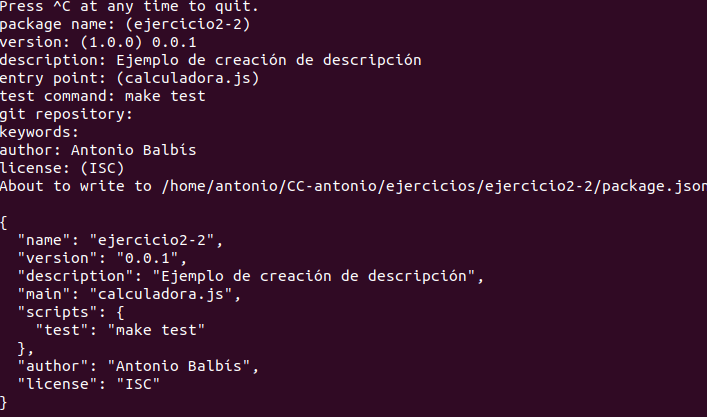 Press ^C at any time to quit.
package name: (ejercicio2-2)
version: (1.0.0) 0.0.1
description: Ejemplo de creación de descripción
entry point: (calculadora.js)
test command: make test
git repository:
keywords:
author: Antonio Balbís
license: (ISC)
About to write to /home/antonio/CC-antonio/ejercicios/ejercicio2-2/package.json

{
  "name": "ejercicio2-2",
  "version": "0.0.1",
  "description": "Ejemplo de creación de descripción",
  "main": "calculadora.js",
  "scripts": {
    "test": "make test"
  },
  "author": "Antonio Balbís",
  "license": "ISC"
}